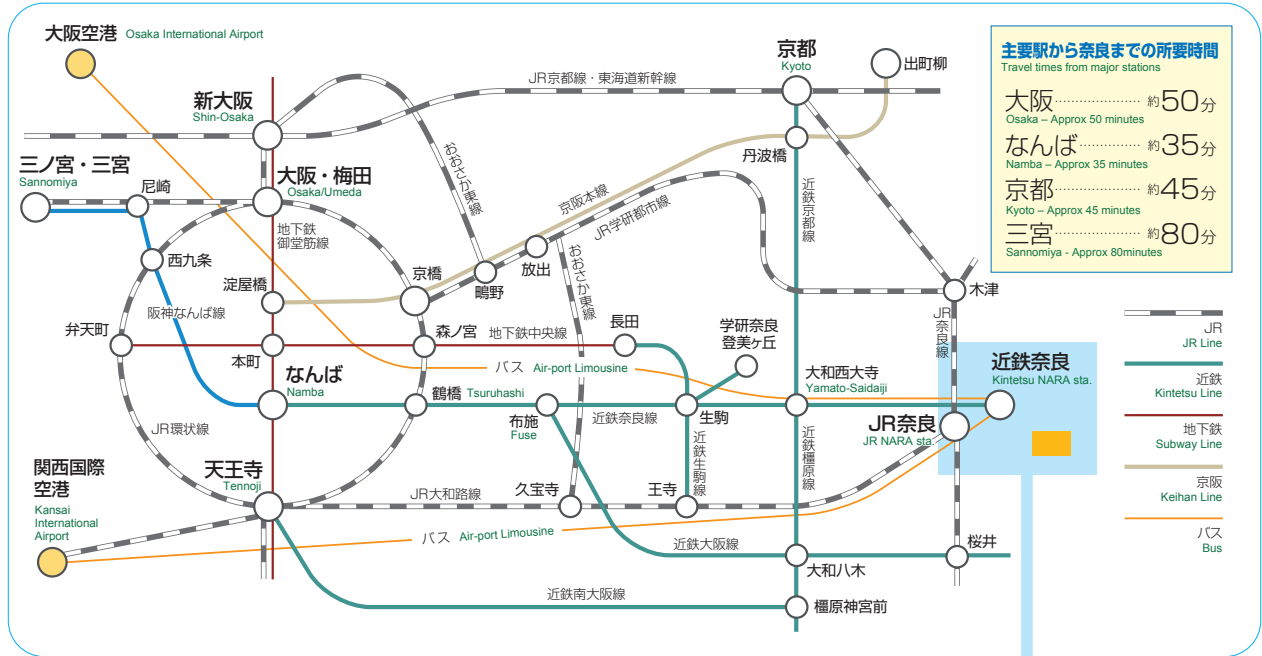 大阪空港 Osaka International Airport
京都
Kyoto
出町柳
JR京都線・東海道新幹線
新大阪
Shin-Osaka
丹波橋
三ノ宮・三宮
Sannomiya
尼崎
大阪・梅田
Osaka/Umeda
おおさか東線
京阪本線
JR学研都市線
近鉄京都線
地下鉄
御堂筋線
西九条
淀屋橋
京橋
鴫野
放出
おおさか東線
木津
阪神なんば線
弁天町
本町
森ノ宮
地下鉄中央線
長田
学研奈良
登美ヶ丘
JR奈良線
バス Air-port Limousine
なんば
Namba
鶴橋 Tsuruhashi
布施
Fuse
近鉄奈良線
生駒
大和西大寺
Yamato-Saidaiji
近鉄奈良
Kintetsu NARA sta.
JR奈良
JR NARA sta.
JR環状線
近鉄生駒線
近鉄橿原線
関西国際
空港
Kansai
International
Airport
天王寺
Tennoji
JR大和路線
久宝寺
王寺
バス Air-port Limousine
近鉄大阪線
大和八木
桜井
近鉄南大阪線
橿原神宮前
主要駅から奈良までの所要時間
Travel times from major stations
大阪 約50分
Osaka – Approx 50 minutes
なんば 約35分
Namba – Approx 35 minutes
京都 約45分
Kyoto – Approx 45 minutes
三宮 約80分
Sannomiya - Approx 80minutes
JR
JR Line
近鉄
Kintetsu Line
地下鉄
Subway Line
京阪
Keihan Line
バス
Bus